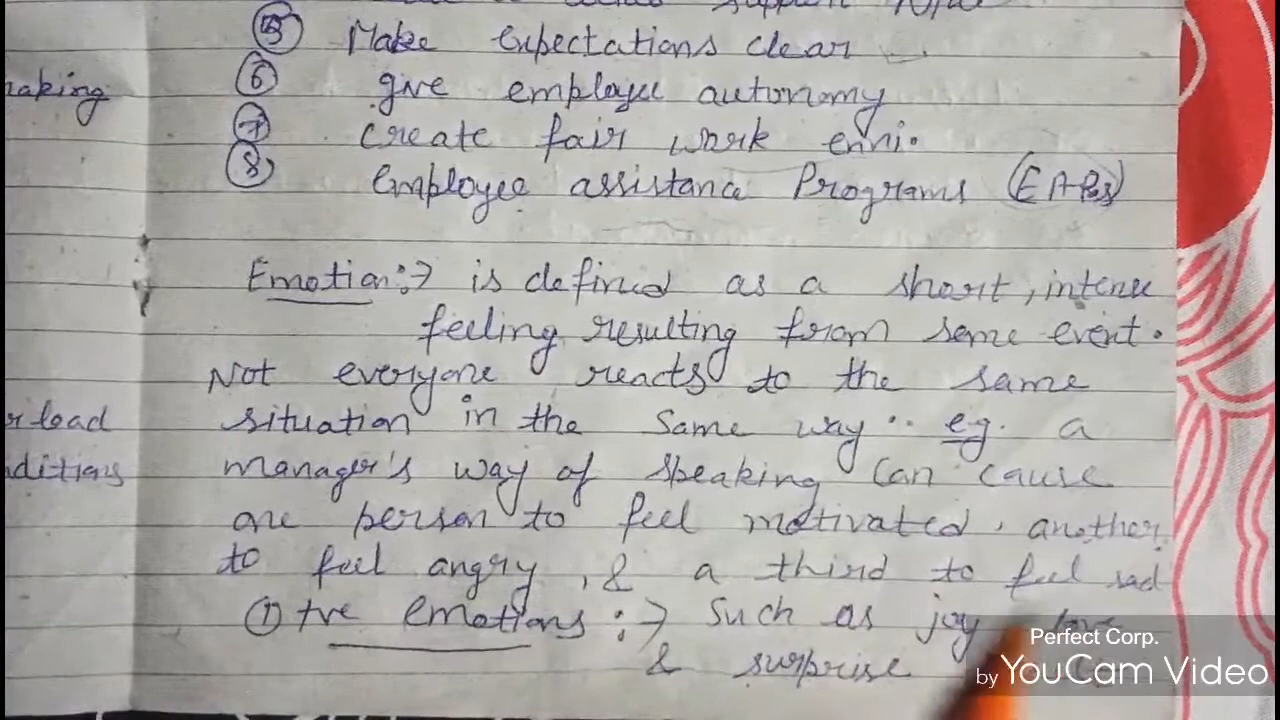 support
⑤ Make expectations clear
making
⑥ give employee autonomy
⑦ create fair work envi.
⑧ Employee assistance Programs (EAPs)
Emotion :→ is defined as a short, intense
feeling resulting from some event.
Not everyone reacts to the same
load
situation in the same way.. eg. a
manager's way of speaking can cause
one person to feel motivated, another
to feel angry, & a third to feel sad
① +ve emotions :→ such as joy, love
& surprise
Perfect Corp.
by YouCam Video